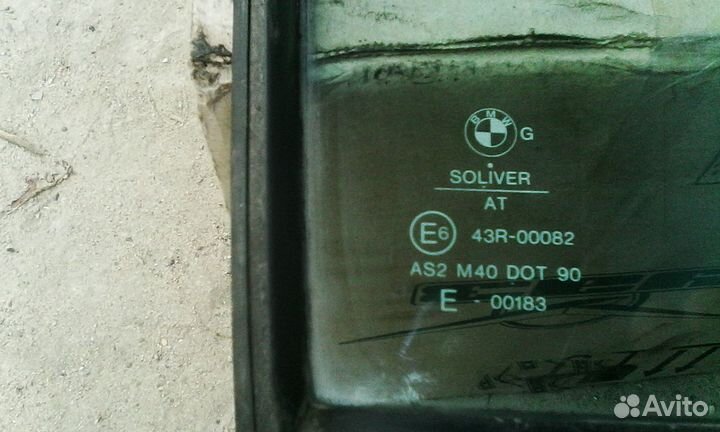 BMW G
SOLIVER
AT
E6 43R-00082
AS2 M40 DOT 90
E - 00183
Avito